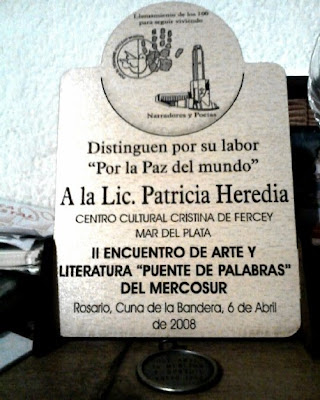 Llamamiento de los 100
para seguir viviendo
Narradores y Poetas
Distinguen por su labor
"Por la Paz del mundo"
A la Lic. Patricia Heredia
CENTRO CULTURAL CRISTINA DE FERCEY
MAR DEL PLATA
II ENCUENTRO DE ARTE Y
LITERATURA "PUENTE DE PALABRAS"
DEL MERCOSUR
Rosario, Cuna de la Bandera, 6 de Abril
de 2008